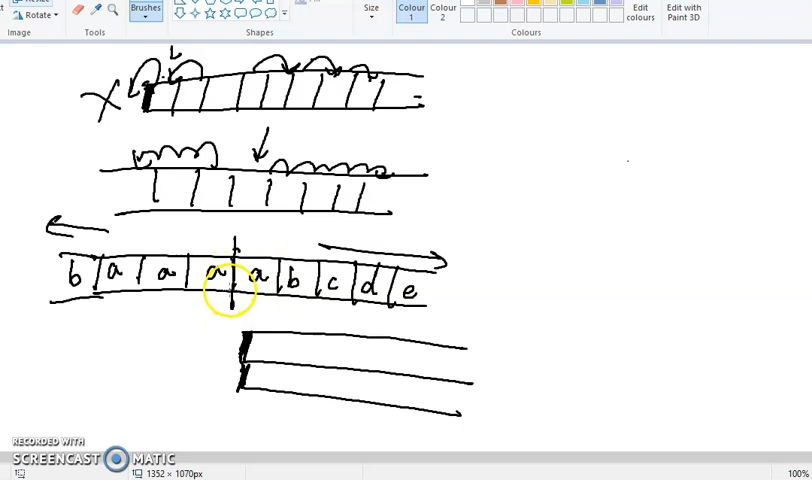 Rotate
Brushes
Size
Colour 1
Colour 2
Edit colours
Edit with Paint 3D
Image
Tools
Shapes
Colours
X
b a a a a b c d e
RECORDED WITH
SCREENCAST MATIC
1352 × 1070px
100%